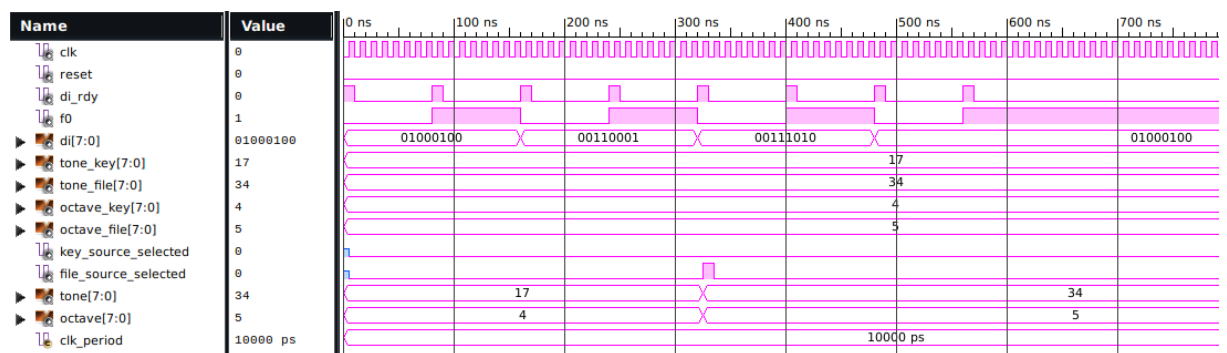 Name Value 0 ns 100 ns 200 ns 300 ns 400 ns 500 ns 600 ns 700 ns
clk 0
reset 0
di_rdy 0
f0 1
di[7:0] 01000100 01000100 00110001 00111010 01000100
tone_key[7:0] 17 17
tone_file[7:0] 34 34
octave_key[7:0] 4 4
octave_file[7:0] 5 5
key_source_selected 0
file_source_selected 0
tone[7:0] 34 17 34
octave[7:0] 5 4 5
clk_period 10000 ps 10000 ps